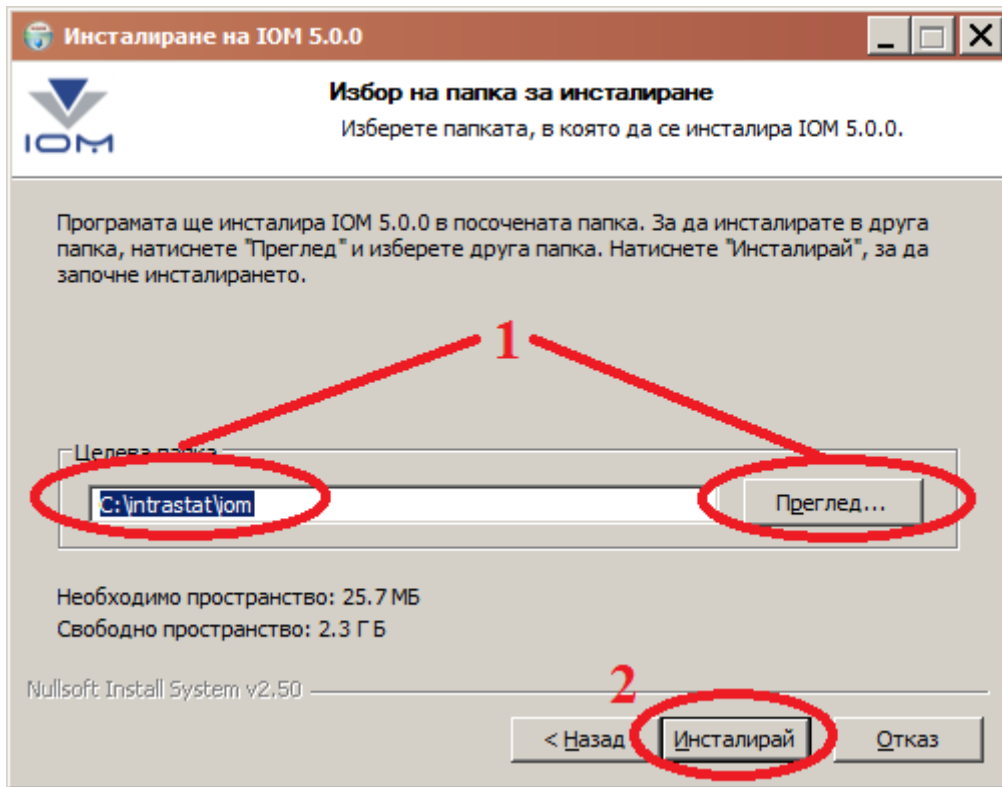 Инсталиране на IOM 5.0.0
IOM
Избор на папка за инсталиране
Изберете папката, в която да се инсталира IOM 5.0.0.
Програмата ще инсталира IOM 5.0.0 в посочената папка. За да инсталирате в друга
папка, натиснете "Преглед" и изберете друга папка. Натиснете "Инсталирай", за да
започне инсталирането.
1
Целева папка
C:\intrastat\iom
Преглед...
Необходимо пространство: 25.7 МБ
Свободно пространство: 2.3 ГБ
Nullsoft Install System v2.50
2
< Назад
Инсталирай
Отказ